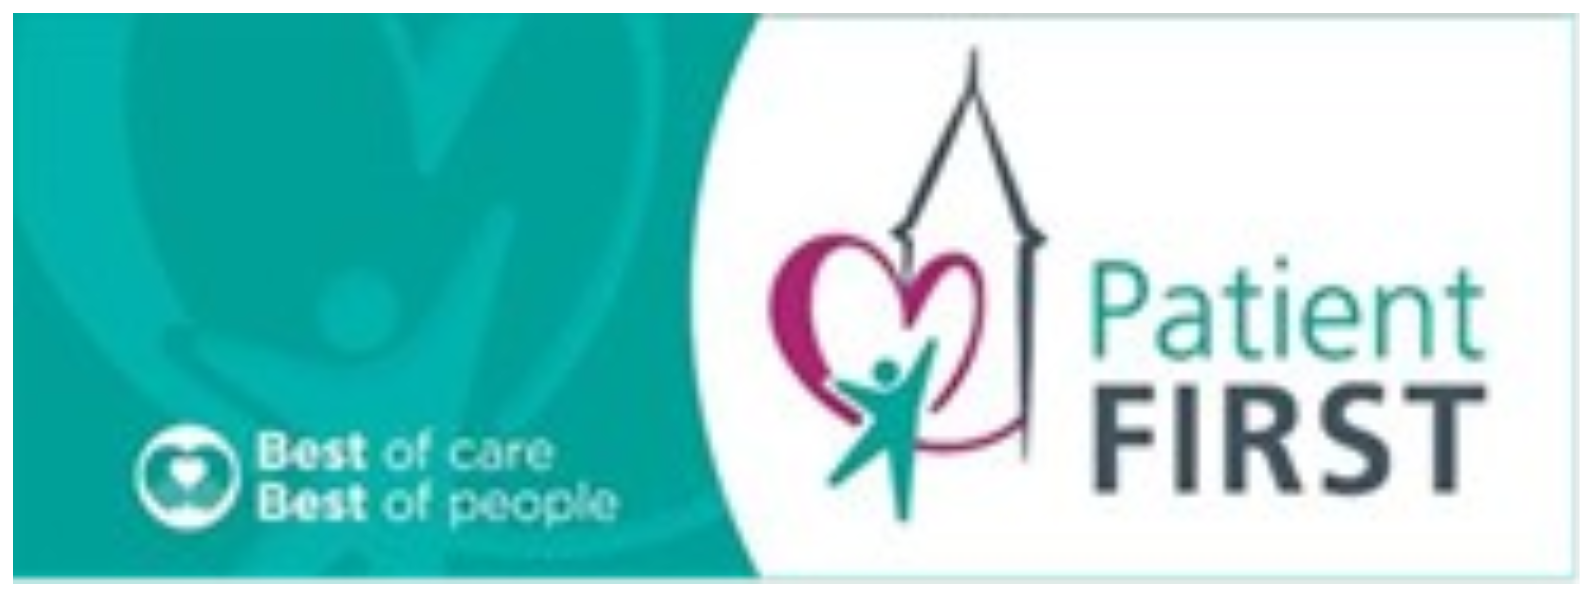 Best of care
Best of people
Patient
FIRST